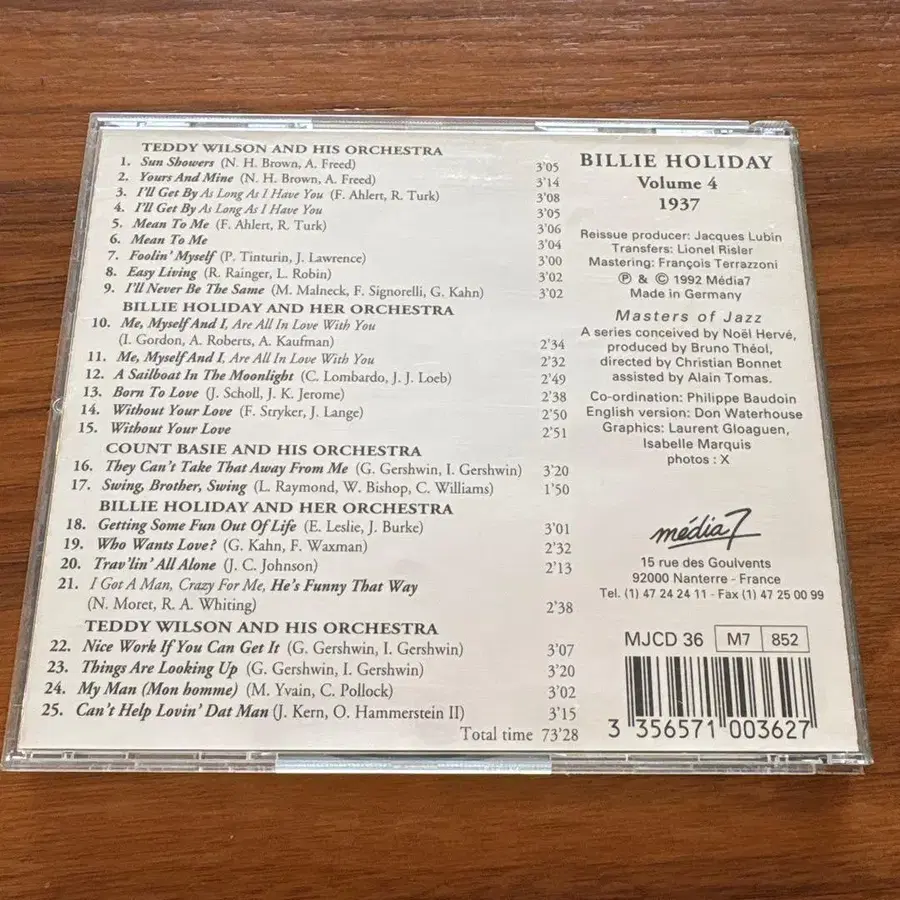 TEDDY WILSON AND HIS ORCHESTRA
1. Sun Showers (N. H. Brown, A. Freed) 3'05
2. Yours And Mine (N. H. Brown, A. Freed) 3'14
3. I'll Get By As Long As I Have You (F. Ahlert, R. Turk) 3'08
4. I'll Get By As Long As I Have You 3'05
5. Mean To Me (F. Ahlert, R. Turk) 3'06
6. Mean To Me 3'04
7. Foolin' Myself (P. Tinturin, J. Lawrence) 3'00
8. Easy Living (R. Rainger, L. Robin) 3'02
9. I'll Never Be The Same (M. Malneck, F. Signorelli, G. Kahn) 3'02
BILLIE HOLIDAY AND HER ORCHESTRA
10. Me, Myself And I, Are All In Love With You
(I. Gordon, A. Roberts, A. Kaufman) 2'34
11. Me, Myself And I, Are All In Love With You 2'32
12. A Sailboat In The Moonlight (C. Lombardo, J. J. Loeb) 2'49
13. Born To Love (J. Scholl, J. K. Jerome) 2'38
14. Without Your Love (F. Stryker, J. Lange) 2'50
15. Without Your Love 2'51
COUNT BASIE AND HIS ORCHESTRA
16. They Can't Take That Away From Me (G. Gershwin, I. Gershwin) 3'20
17. Swing, Brother, Swing (L. Raymond, W. Bishop, C. Williams) 1'50
BILLIE HOLIDAY AND HER ORCHESTRA
18. Getting Some Fun Out Of Life (E. Leslie, J. Burke) 3'01
19. Who Wants Love? (G. Kahn, F. Waxman) 2'32
20. Trav'lin' All Alone (J. C. Johnson) 2'13
21. I Got A Man, Crazy For Me, He's Funny That Way
(N. Moret, R. A. Whiting) 2'38
TEDDY WILSON AND HIS ORCHESTRA
22. Nice Work If You Can Get It (G. Gershwin, I. Gershwin) 3'07
23. Things Are Looking Up (G. Gershwin, I. Gershwin) 3'20
24. My Man (Mon homme) (M. Yvain, C. Pollock) 3'02
25. Can't Help Lovin' Dat Man (J. Kern, O. Hammerstein II) 3'15
Total time 73'28
BILLIE HOLIDAY
Volume 4
1937
Reissue producer: Jacques Lubin
Transfers: Lionel Risler
Mastering: François Terrazzoni
℗ & © 1992 Média7
Made in Germany
Masters of Jazz
A series conceived by Noël Hervé,
produced by Bruno Théol,
directed by Christian Bonnet
assisted by Alain Tomas.
Co-ordination: Philippe Baudoin
English version: Don Waterhouse
Graphics: Laurent Gloaguen,
Isabelle Marquis
photos : X
média 7
15 rue des Goulvents
92000 Nanterre - France
Tel. (1) 47 24 24 11 - Fax (1) 47 25 00 99
MJCD 36 M7 852
3 356571 003627